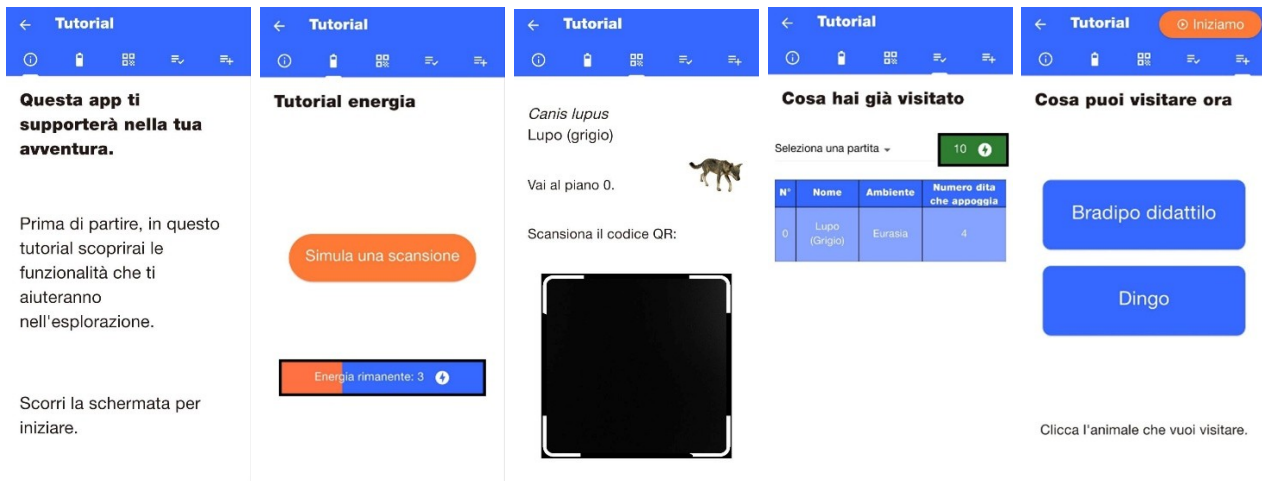 Tutorial
Questa app ti
supporterà nella tua
avventura.
Prima di partire, in questo
tutorial scoprirai le
funzionalità che ti
aiuteranno
nell'esplorazione.
Scorri la schermata per
iniziare.
Tutorial
Tutorial energia
Simula una scansione
Energia rimanente: 3
Tutorial
Canis lupus
Lupo (grigio)
Vai al piano 0.
Scansiona il codice QR:
Tutorial
Cosa hai già visitato
Seleziona una partita
10
N° Nome Ambiente Numero dita
che appoggia
0 Lupo
(Grigio) Eurasia 4
Tutorial
Iniziamo
Cosa puoi visitare ora
Bradipo didattilo
Dingo
Clicca l'animale che vuoi visitare.